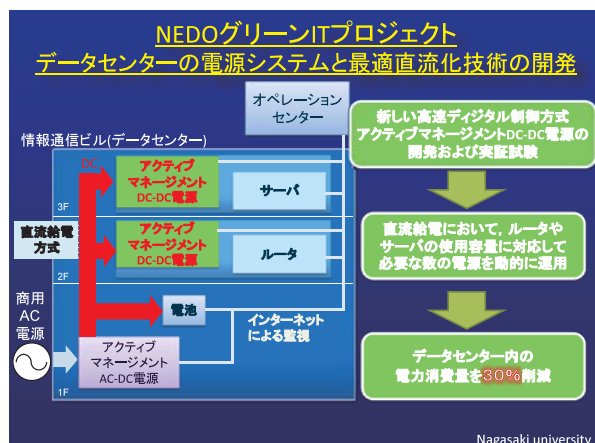 NEDOグリーンITプロジェクト
データセンターの電源システムと最適直流化技術の開発
オペレーション
センター
情報通信ビル(データセンター)
DC
アクティブ
マネージメント
DC-DC電源
サーバ
3F
直流給電
方式
アクティブ
マネージメント
DC-DC電源
ルータ
2F
商用
AC
電源
電池
インターネット
による監視
アクティブ
マネージメント
AC-DC電源
1F
新しい高速ディジタル制御方式
アクティブマネージメントDC-DC電源の
開発および実証試験
直流給電において，ルータや
サーバの使用容量に対応して
必要な数の電源を動的に運用
データセンター内の
電力消費量を30%削減
Nagasaki university